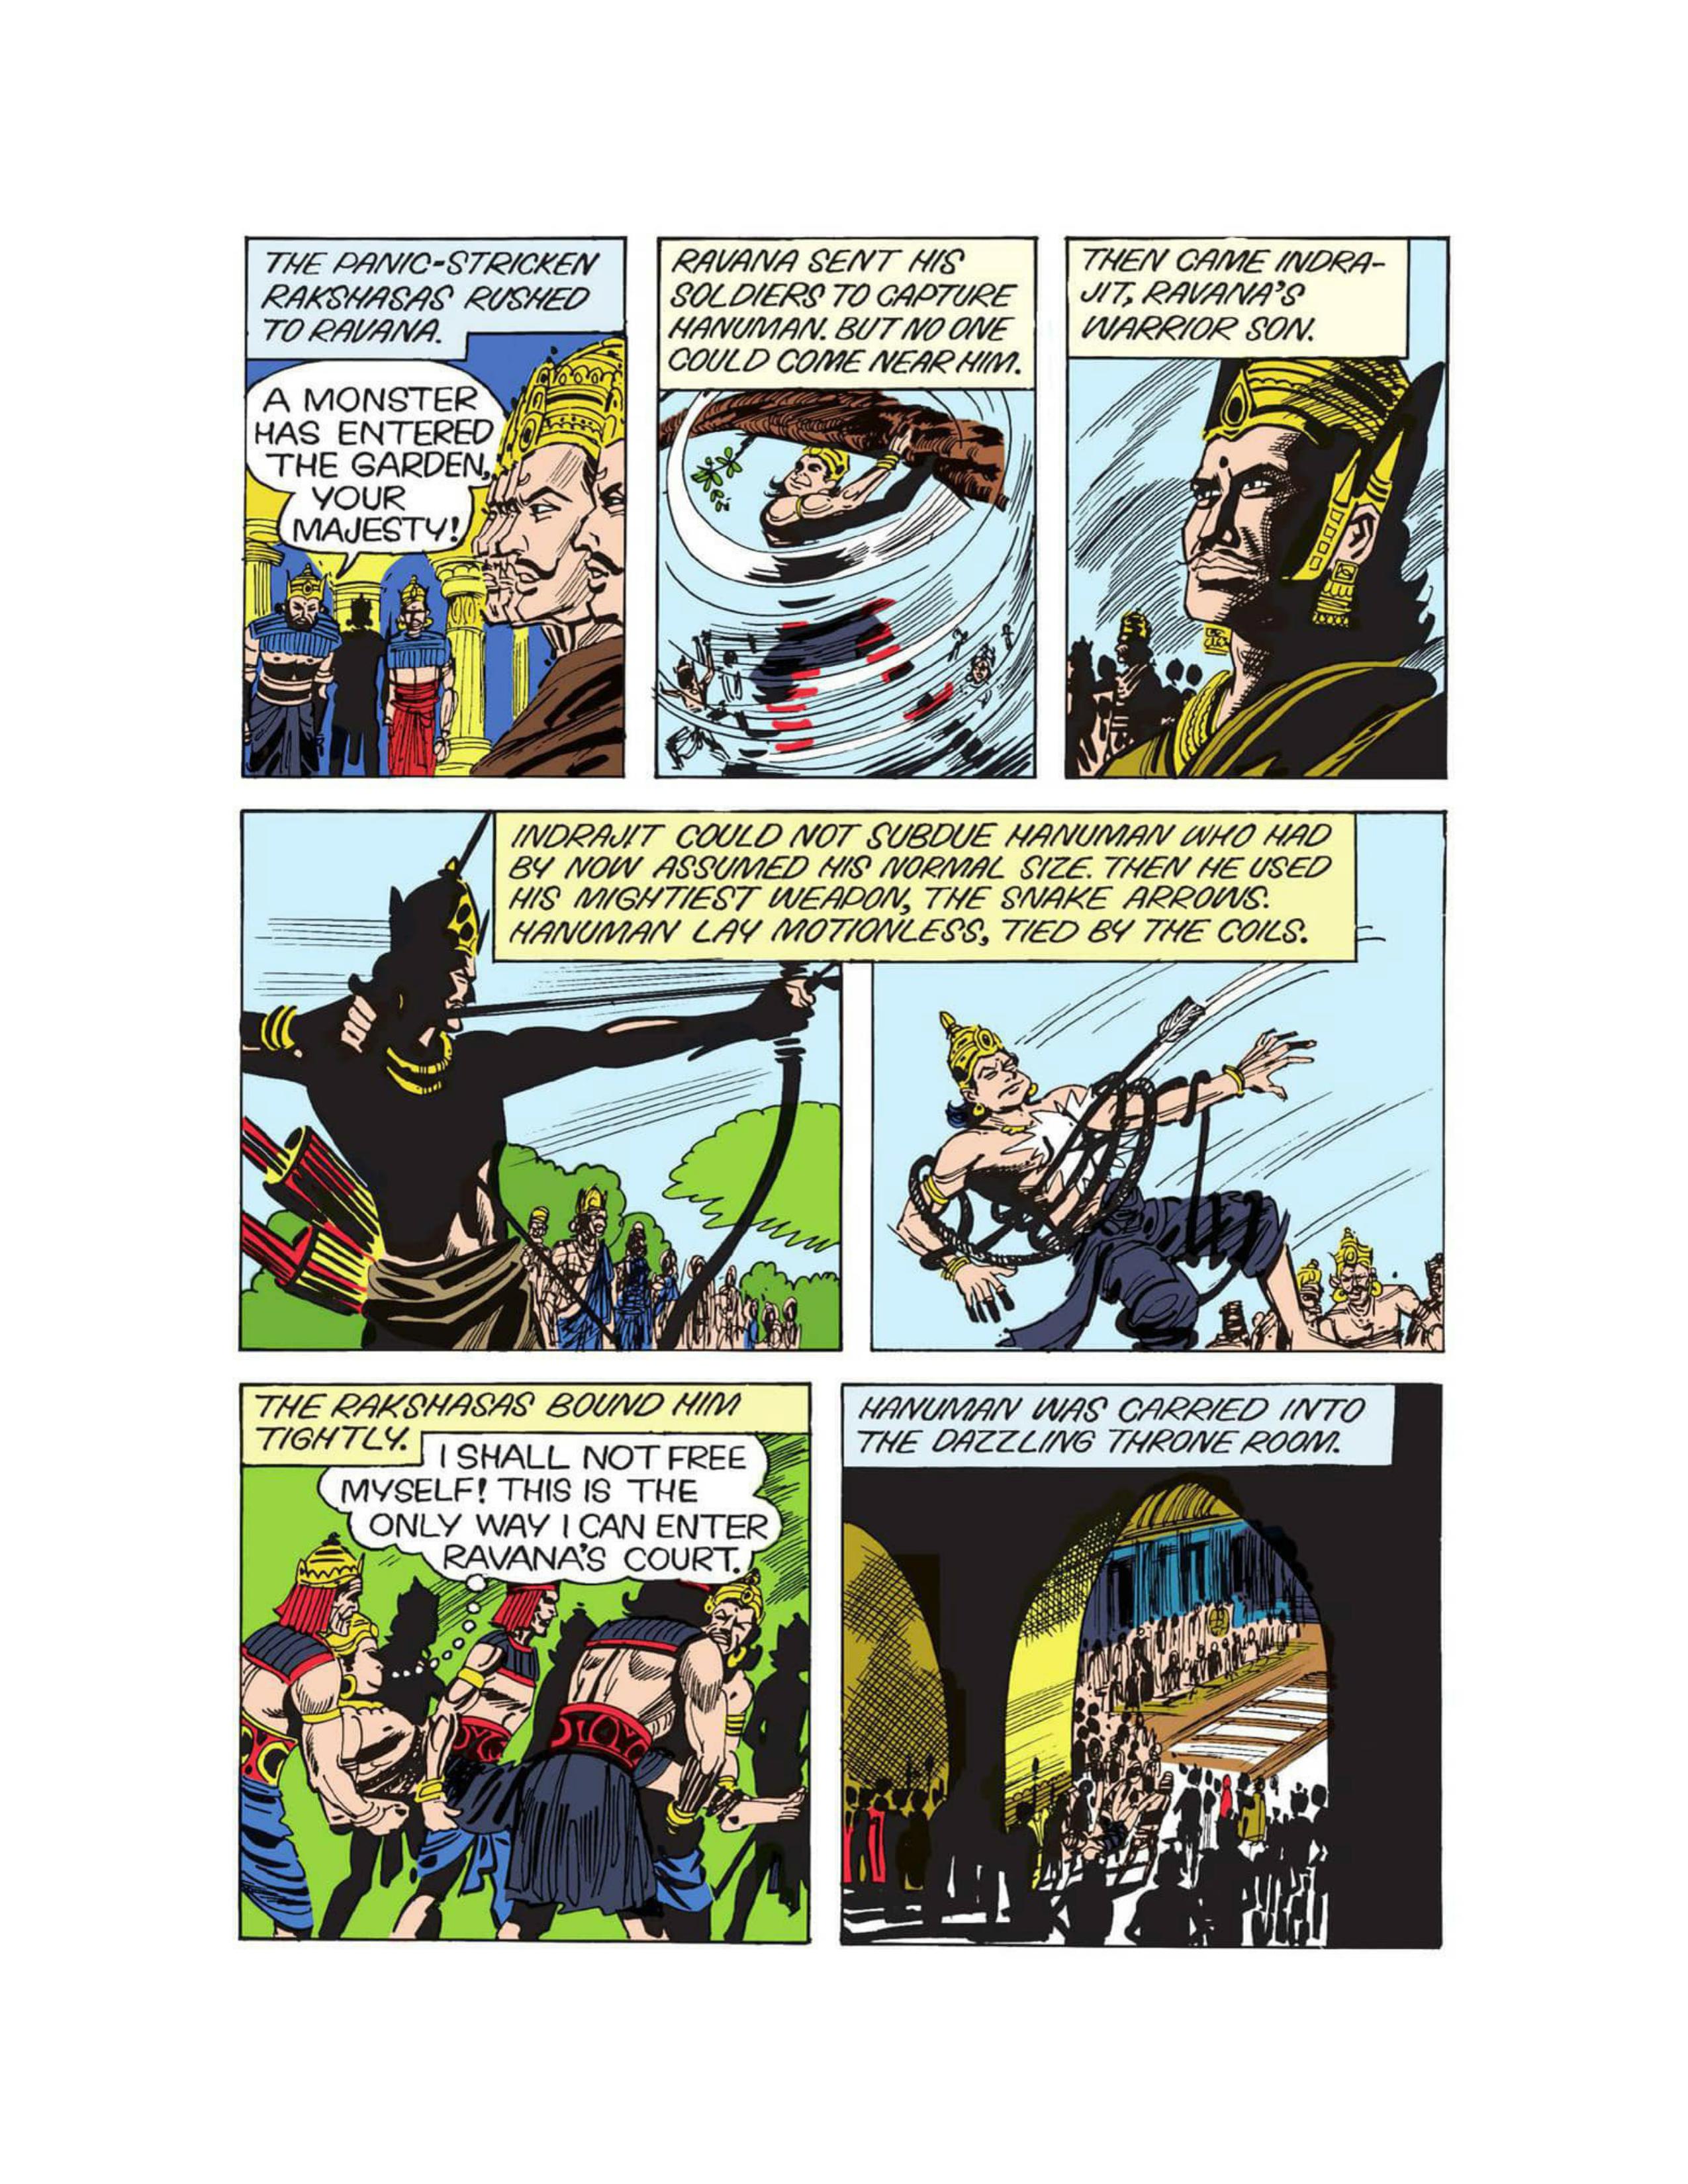 THE PANIC-STRICKEN
RAKSHASAS RUSHED
TO RAVANA.
A MONSTER
HAS ENTERED
THE GARDEN,
YOUR
MAJESTY!
RAVANA SENT HIS
SOLDIERS TO CAPTURE
HANUMAN. BUT NO ONE
COULD COME NEAR HIM.
THEN CAME INDRA-
JIT, RAVANA'S
WARRIOR SON.
INDRAJIT COULD NOT SUBDUE HANUMAN WHO HAD
BY NOW ASSUMED HIS NORMAL SIZE. THEN HE USED
HIS MIGHTIEST WEAPON, THE SNAKE ARROWS.
HANUMAN LAY MOTIONLESS, TIED BY THE COILS.
THE RAKSHASAS BOUND HIM
TIGHTLY.
I SHALL NOT FREE
MYSELF! THIS IS THE
ONLY WAY I CAN ENTER
RAVANA'S COURT.
HANUMAN WAS CARRIED INTO
THE DAZZLING THRONE ROOM.